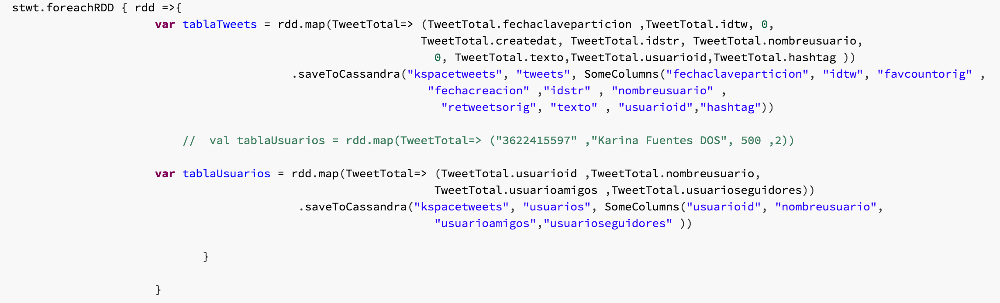 stwt.foreachRDD { rdd =>{
var tablaTweets = rdd.map(TweetTotal=> (TweetTotal.fechaclaveparticion ,TweetTotal.idtw, 0,
TweetTotal.createdat, TweetTotal.idstr, TweetTotal.nombreusuario,
0, TweetTotal.texto,TweetTotal.usuarioid,TweetTotal.hashtag ))
.saveToCassandra("kspacetweets", "tweets", SomeColumns("fechaclaveparticion", "idtw", "favcountorig" ,
"fechacreacion" ,"idstr" , "nombreusuario" ,
"retweetsorig", "texto" , "usuarioid","hashtag"))
//  val tablaUsuarios = rdd.map(TweetTotal=> ("3622415597" ,"Karina Fuentes DOS", 500 ,2))
var tablaUsuarios = rdd.map(TweetTotal=> (TweetTotal.usuarioid ,TweetTotal.nombreusuario,
TweetTotal.usuarioamigos ,TweetTotal.usuarioseguidores))
.saveToCassandra("kspacetweets", "usuarios", SomeColumns("usuarioid", "nombreusuario",
"usuarioamigos","usuarioseguidores" ))
}
}